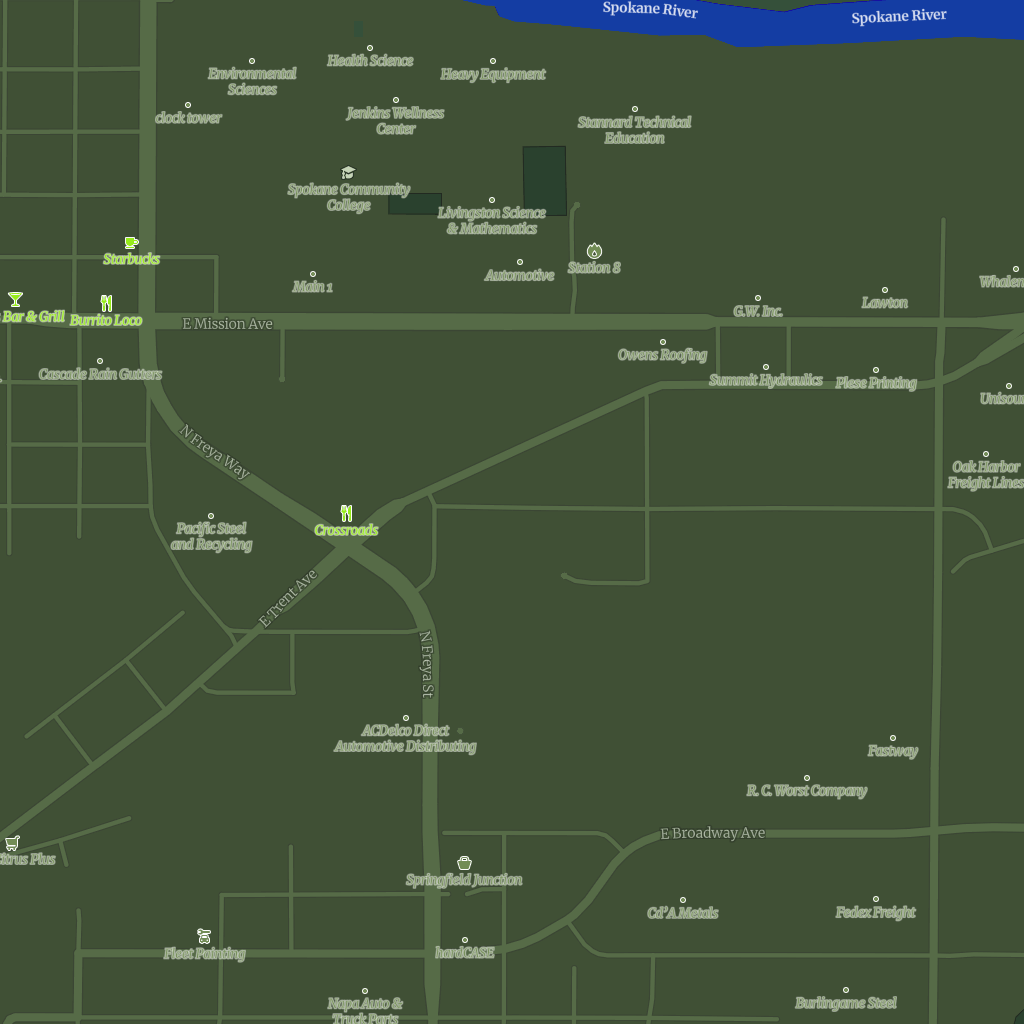 Spokane River
Spokane River
Health Science
Environmental
Sciences
Heavy Equipment
clock tower
Jenkins Wellness
Center
Stannard Technical
Education
Spokane Community
College
Livingston Science
& Mathematics
Starbucks
Main 1
Automotive
Station 8
Whalen
Bar & Grill
Burrito Loco
E Mission Ave
G.W. Inc.
Lawton
Cascade Rain Gutters
Owens Roofing
Summit Hydraulics
Plese Printing
Unisour
N Freya Way
Oak Harbor
Freight Lines
Crossroads
Pacific Steel
and Recycling
E Trent Ave
N Freya St
ACDelco Direct
Automotive Distributing
Fastway
R. C. Worst Company
E Broadway Ave
Citrus Plus
Springfield Junction
Cd'A Metals
Fedex Freight
Fleet Painting
hardCASE
Napa Auto &
Truck Parts
Burlingame Steel